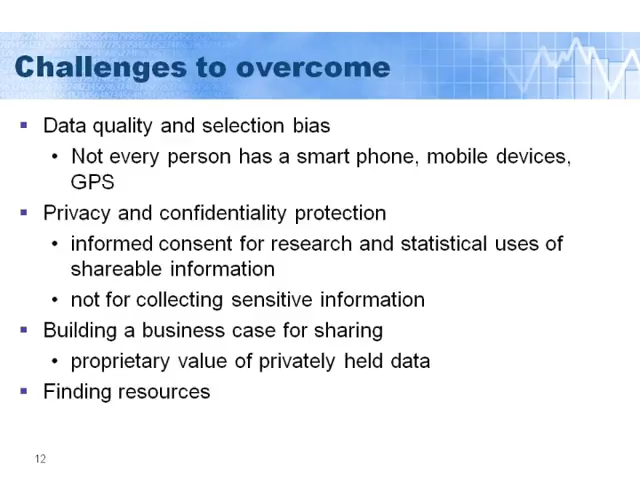 Challenges to overcome
▪ Data quality and selection bias
• Not every person has a smart phone, mobile devices,
GPS
▪ Privacy and confidentiality protection
• informed consent for research and statistical uses of
shareable information
• not for collecting sensitive information
▪ Building a business case for sharing
• proprietary value of privately held data
▪ Finding resources
12